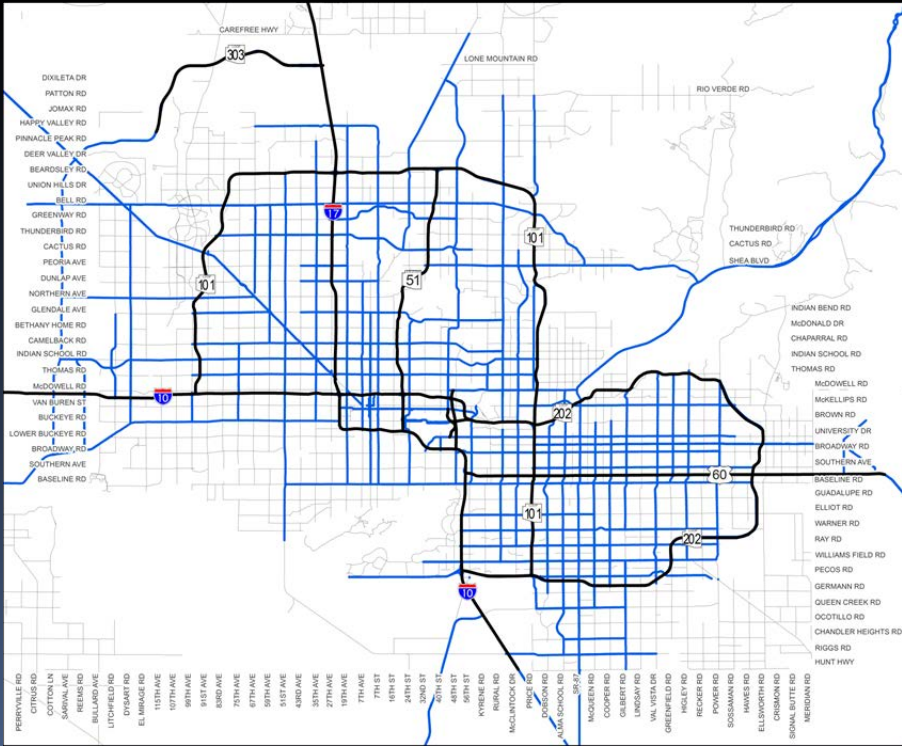 CAREFREE HWY
303
LONE MOUNTAIN RD
DIXILETA DR
PATTON RD
RIO VERDE RD
JOMAX RD
HAPPY VALLEY RD
PINNACLE PEAK RD
DEER VALLEY DR
BEARDSLEY RD
UNION HILLS DR
BELL RD
GREENWAY RD
THUNDERBIRD RD
CACTUS RD
PEORIA AVE
DUNLAP AVE
NORTHERN AVE
GLENDALE AVE
BETHANY HOME RD
CAMELBACK RD
INDIAN SCHOOL RD
THOMAS RD
McDOWELL RD
VAN BUREN ST
BUCKEYE RD
LOWER BUCKEYE RD
BROADWAY RD
SOUTHERN AVE
BASELINE RD
17
101
51
101
10
202
60
101
202
10
THUNDERBIRD RD
CACTUS RD
SHEA BLVD
INDIAN BEND RD
McDONALD DR
CHAPARRAL RD
INDIAN SCHOOL RD
THOMAS RD
McDOWELL RD
McKELLIPS RD
BROWN RD
UNIVERSITY DR
BROADWAY RD
SOUTHERN AVE
BASELINE RD
GUADALUPE RD
ELLIOT RD
WARNER RD
RAY RD
WILLIAMS FIELD RD
PECOS RD
GERMANN RD
QUEEN CREEK RD
OCOTILLO RD
CHANDLER HEIGHTS RD
RIGGS RD
HUNT HWY
PERRYVILLE RD
CITRUS RD
COTTON LN
SARIVAL AVE
REEMS RD
BULLARD AVE
LITCHFIELD RD
DYSART RD
EL MIRAGE RD
115TH AVE
107TH AVE
99TH AVE
91ST AVE
83RD AVE
75TH AVE
67TH AVE
59TH AVE
51ST AVE
43RD AVE
35TH AVE
27TH AVE
19TH AVE
7TH AVE
7TH ST
16TH ST
24TH ST
32ND ST
40TH ST
48TH ST
56TH ST
KYRENE RD
RURAL RD
McCLINTOCK DR
PRICE RD
DOBSON RD
ALMA SCHOOL RD
SR-87
McQUEEN RD
COOPER RD
GILBERT RD
LINDSAY RD
VAL VISTA DR
GREENFIELD RD
HIGLEY RD
RECKER RD
POWER RD
SOSSAMAN RD
HAWES RD
ELLSWORTH RD
CRISMON RD
SIGNAL BUTTE RD
MERIDIAN RD